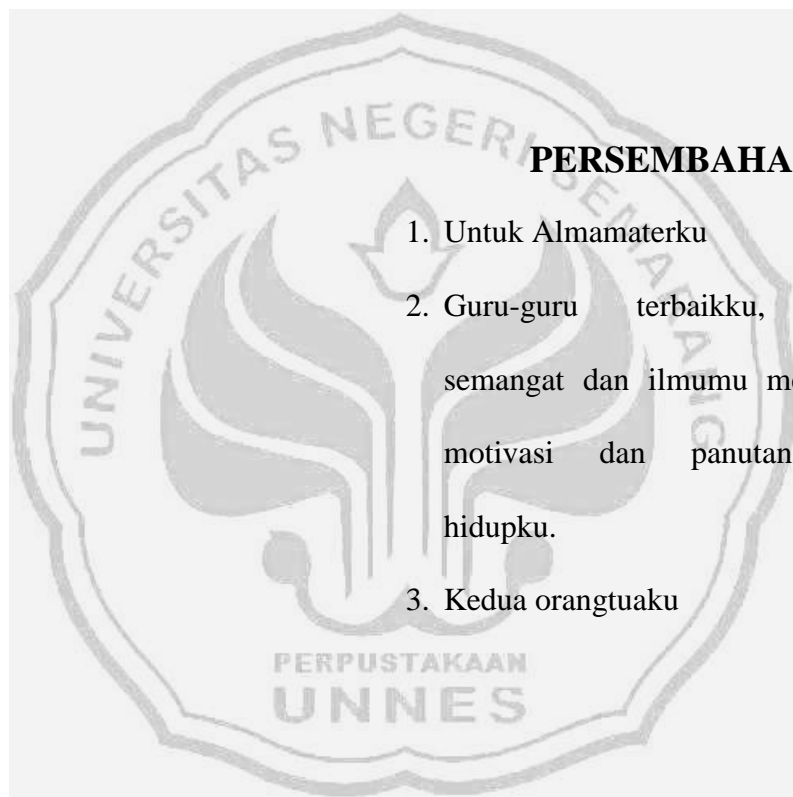 UNIVERSITAS NEGERI SEMARANG
PERSEMBAHA
1. Untuk Almamaterku
2. Guru-guru terbaikku,
semangat dan ilmumu m
motivasi dan panutan
hidupku.
3. Kedua orangtuaku
PERPUSTAKAAN
UNNES